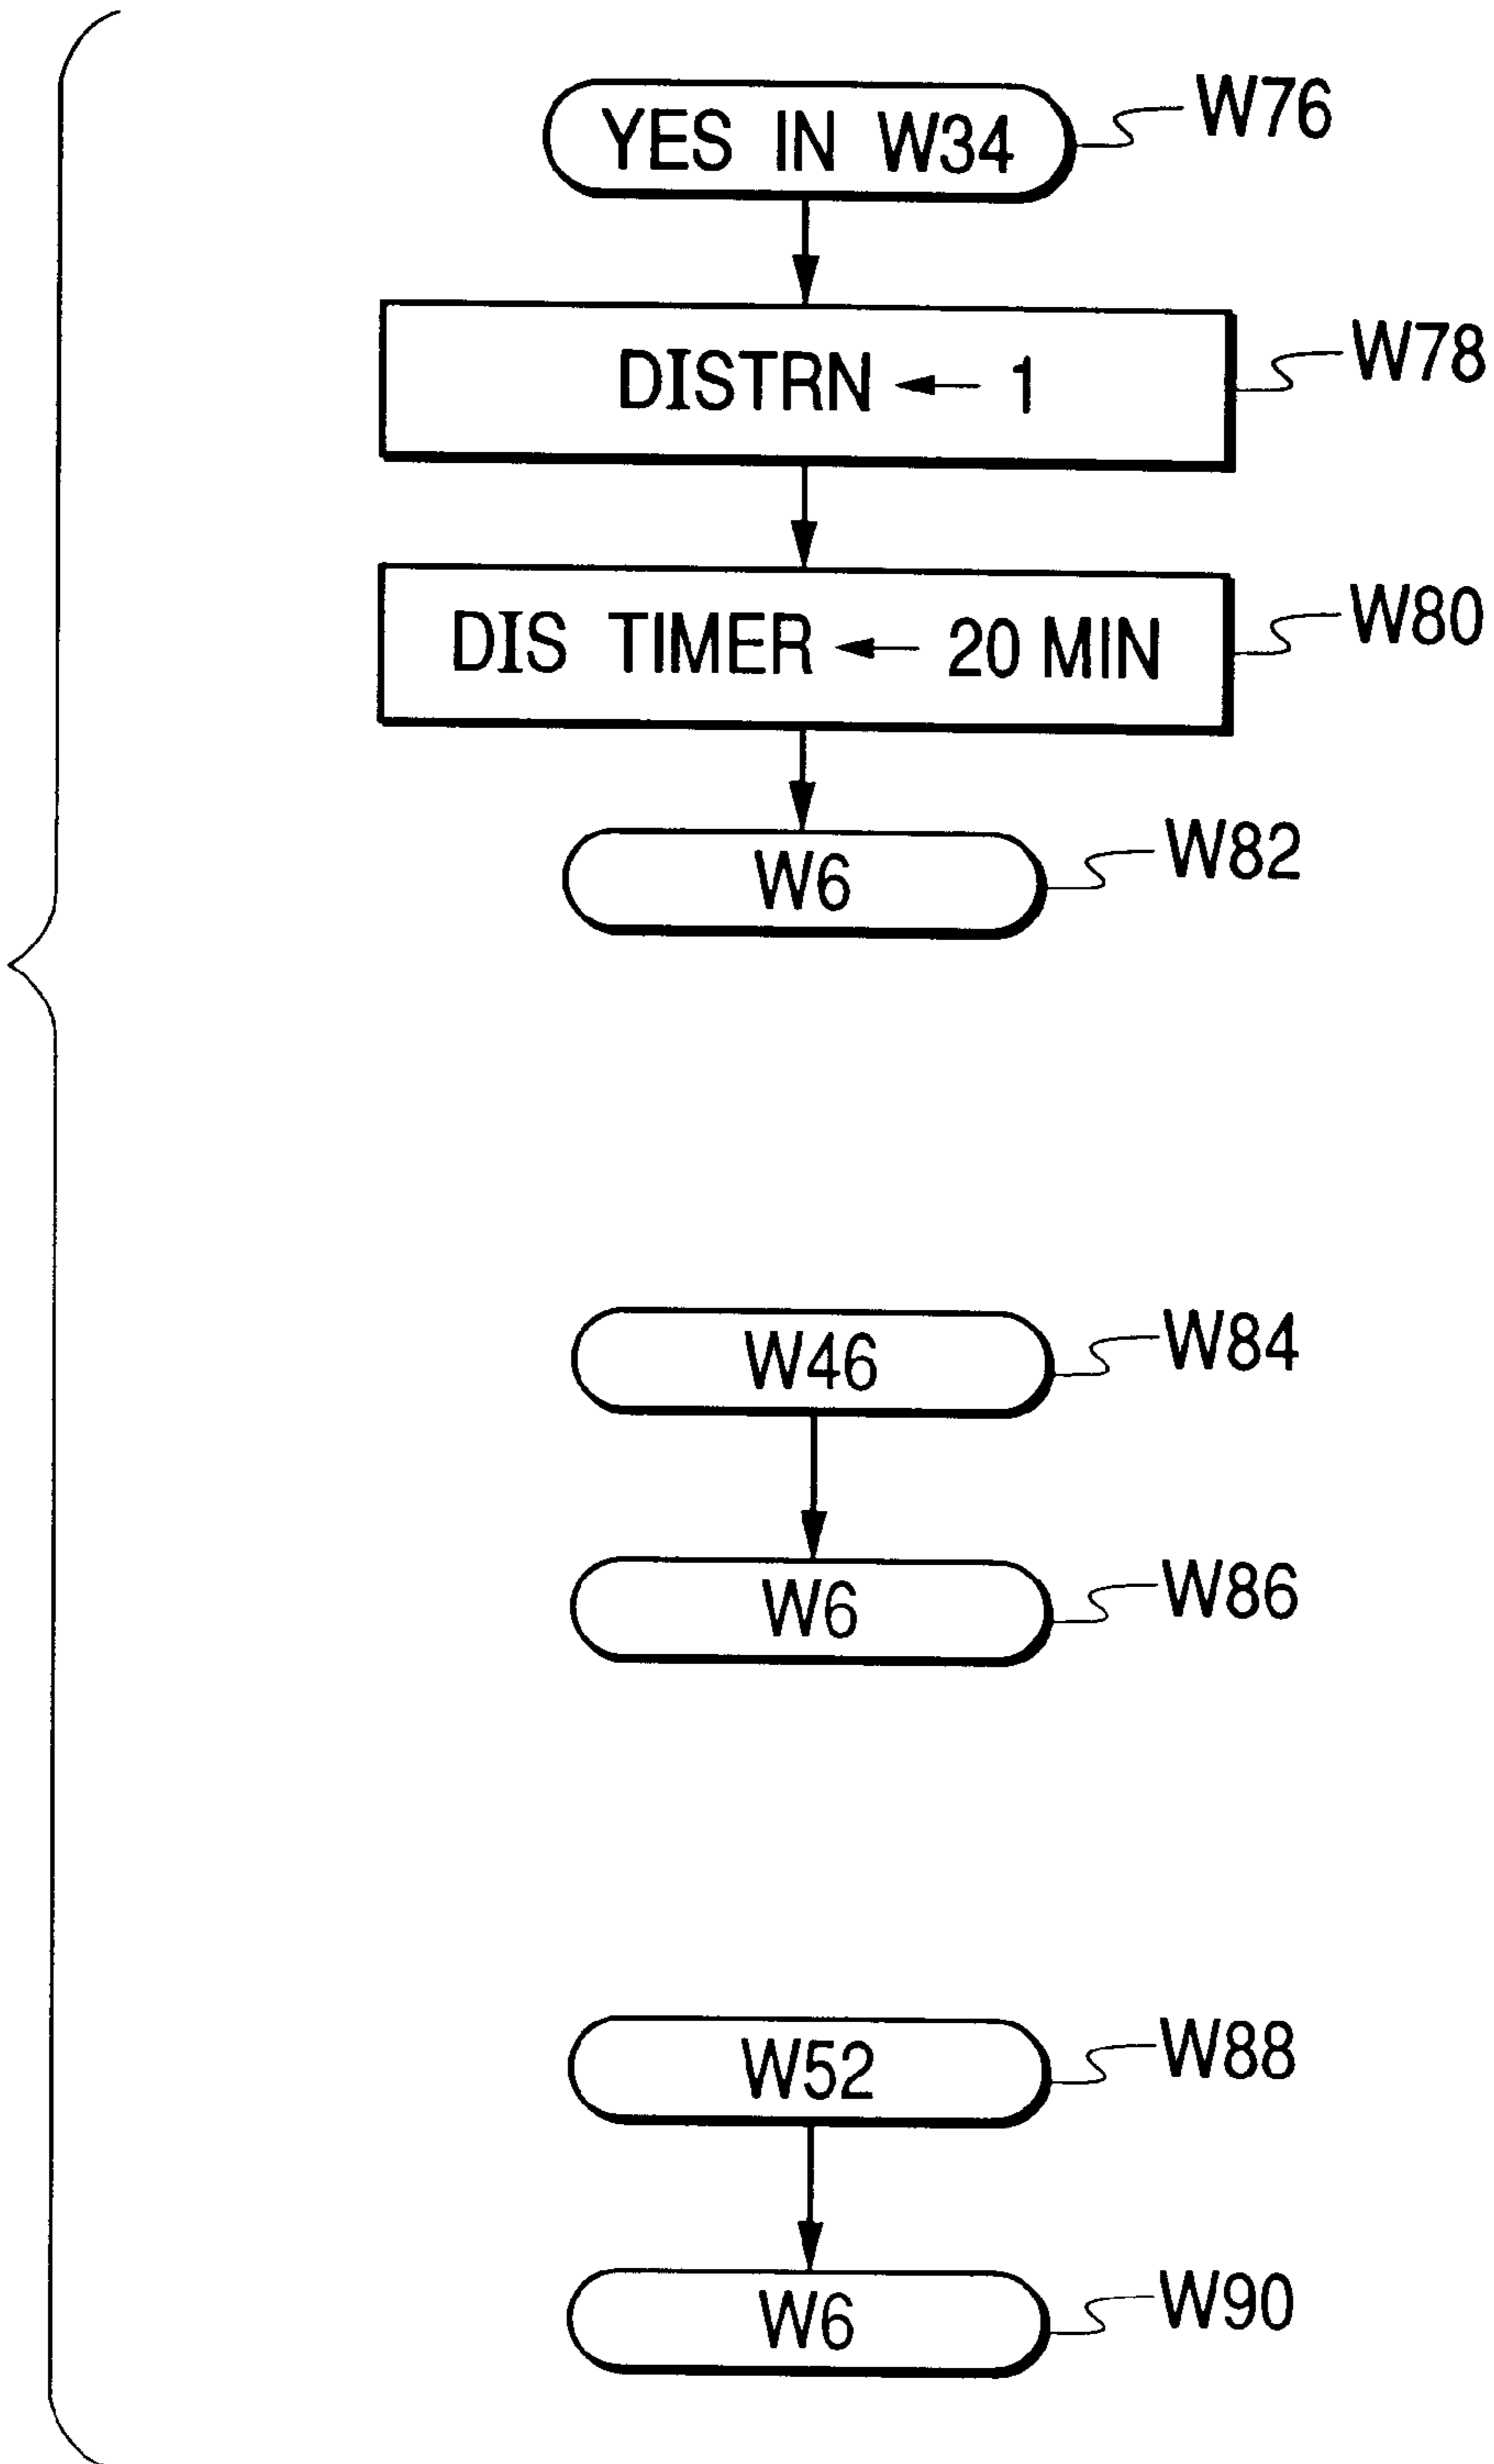 YES IN W34
W76
DISTRN ← 1
W78
DIS TIMER ← 20 MIN
W80
W6
W82
W46
W84
W6
W86
W52
W88
W6
W90